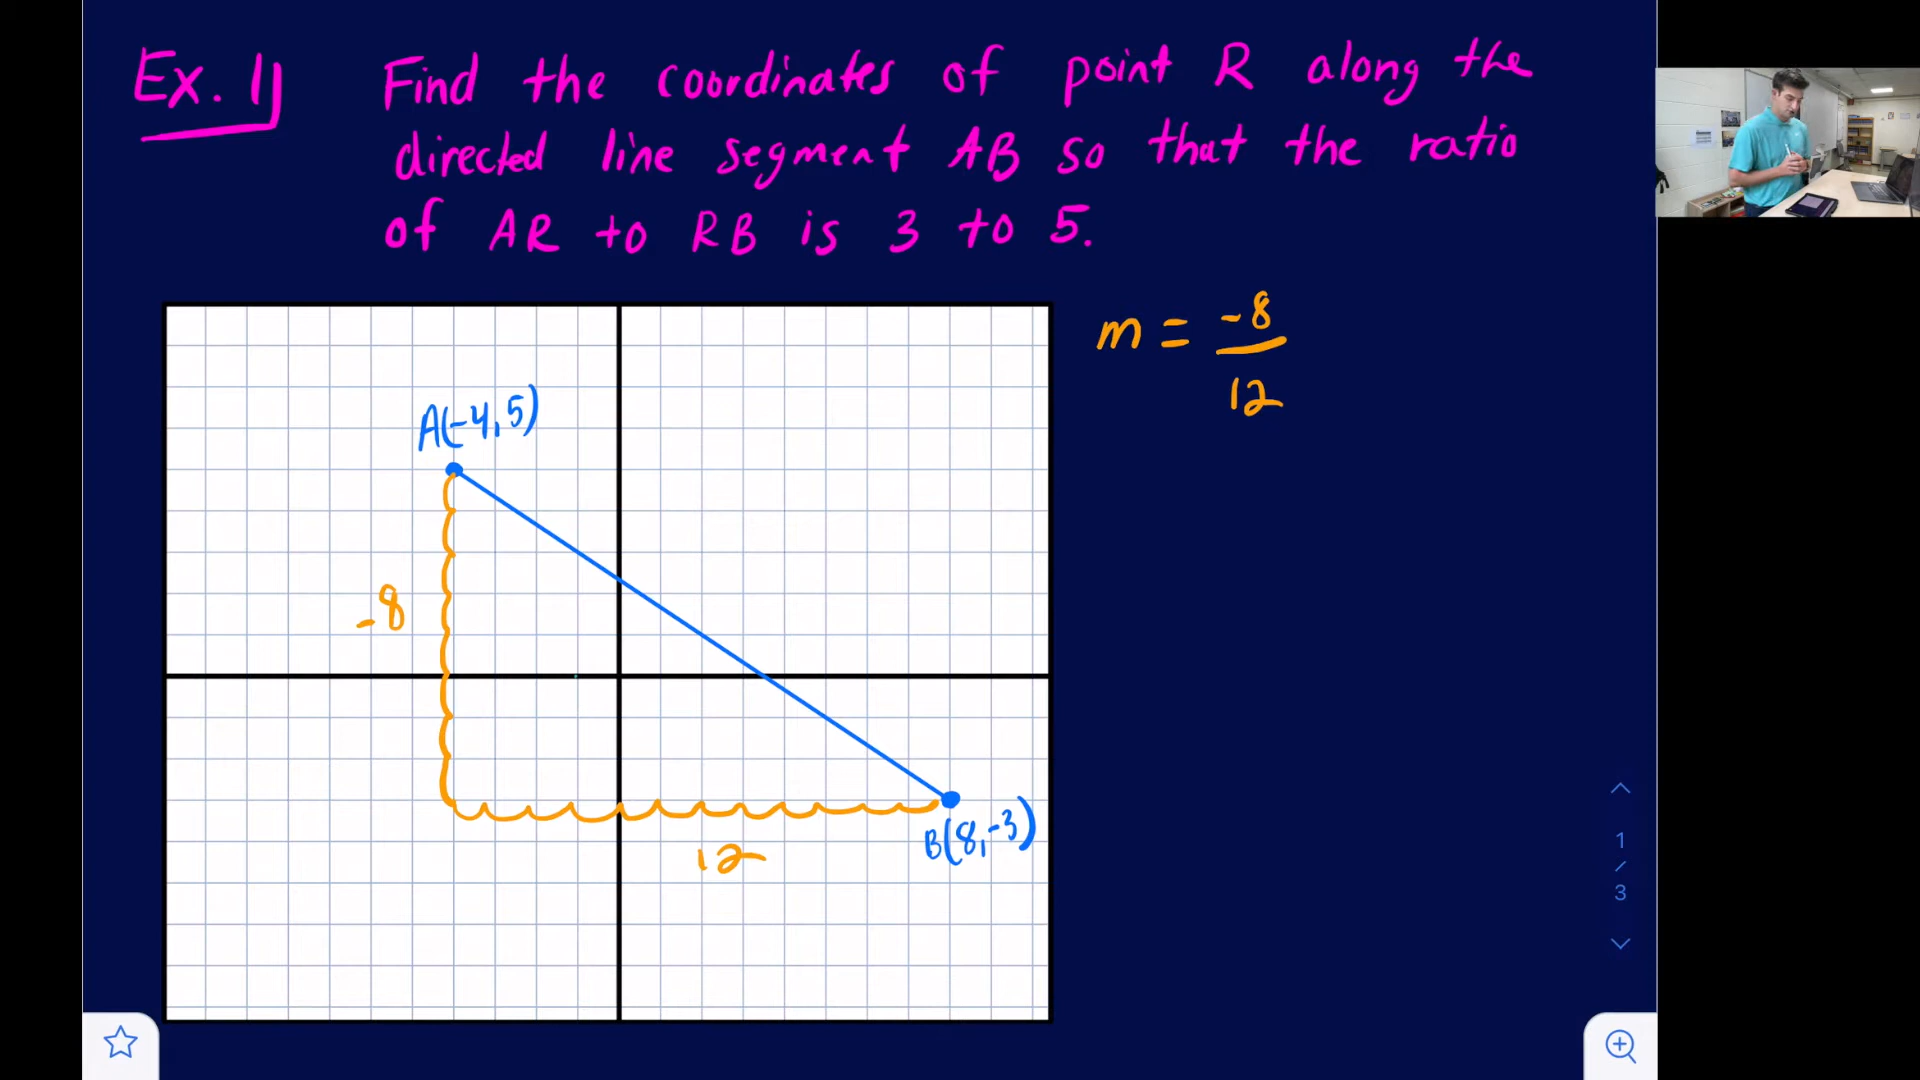 Ex. 1)
Find the coordinates of point R along the
directed line segment AB so that the ratio
of AR to RB is 3 to 5.
m = -8
12
A(-4,5)
-8
12
B(8,-3)
1
/
3